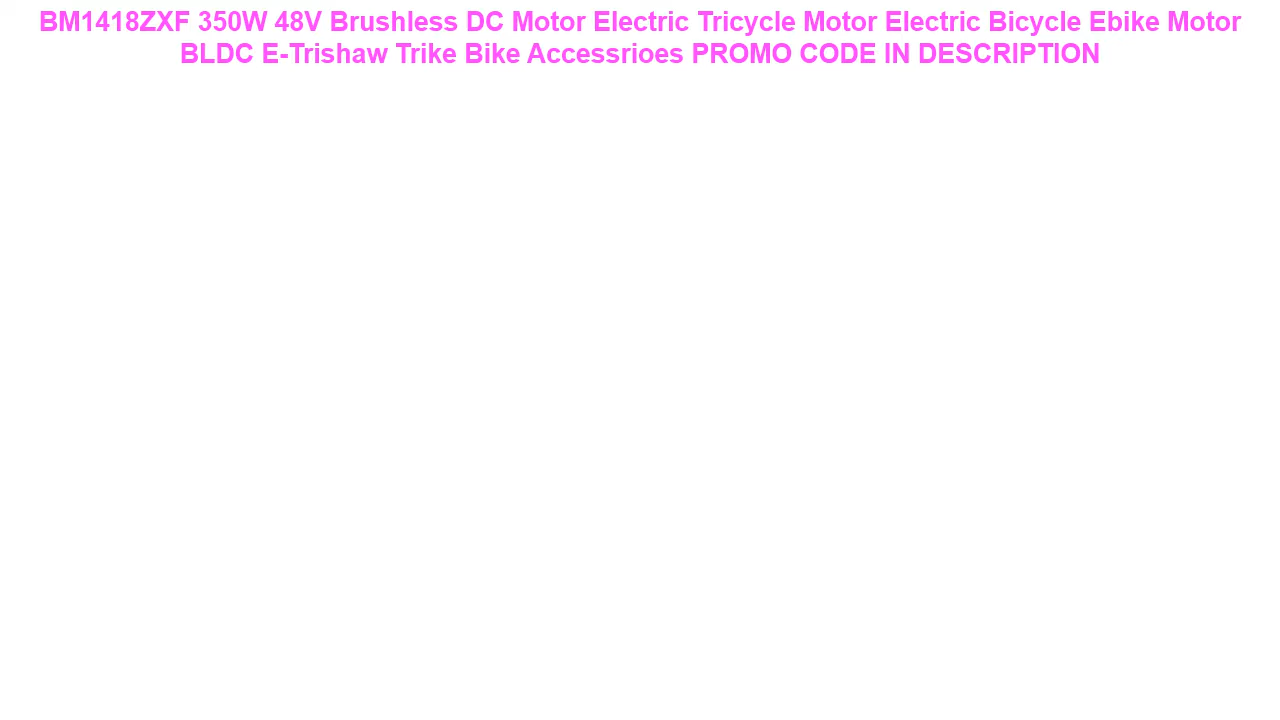 BM1418ZXF 350W 48V Brushless DC Motor Electric Tricycle Motor Electric Bicycle Ebike Motor
BLDC E-Trishaw Trike Bike Accessrioes PROMO CODE IN DESCRIPTION